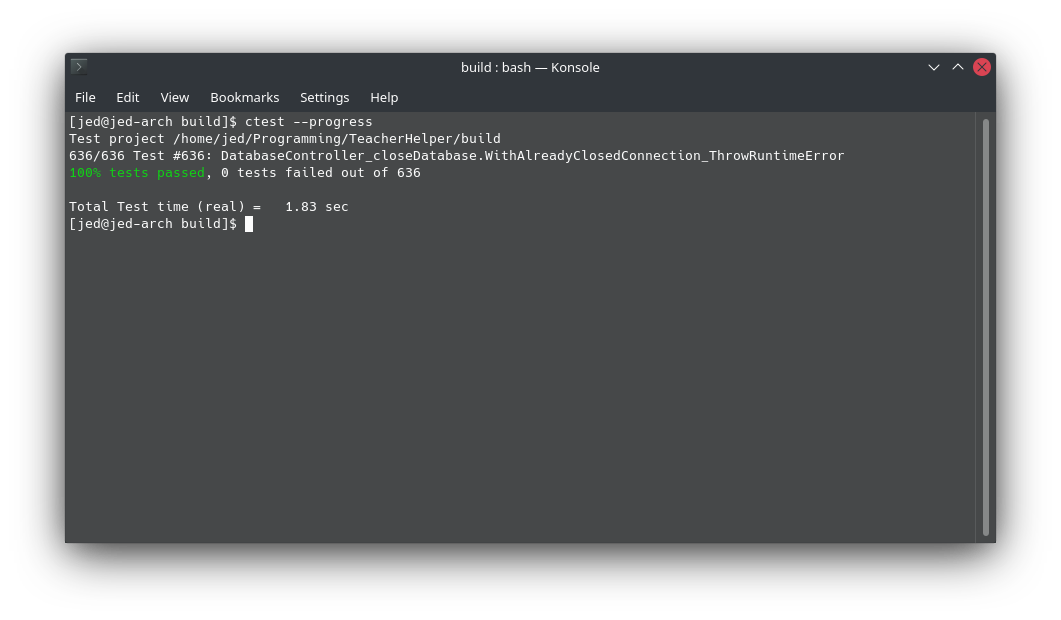 build : bash — Konsole
File Edit View Bookmarks Settings Help
[jed@jed-arch build]$ ctest --progress
Test project /home/jed/Programming/TeacherHelper/build
636/636 Test #636: DatabaseController_closeDatabase.WithAlreadyClosedConnection_ThrowRuntimeError
100% tests passed, 0 tests failed out of 636
Total Test time (real) =   1.83 sec
[jed@jed-arch build]$